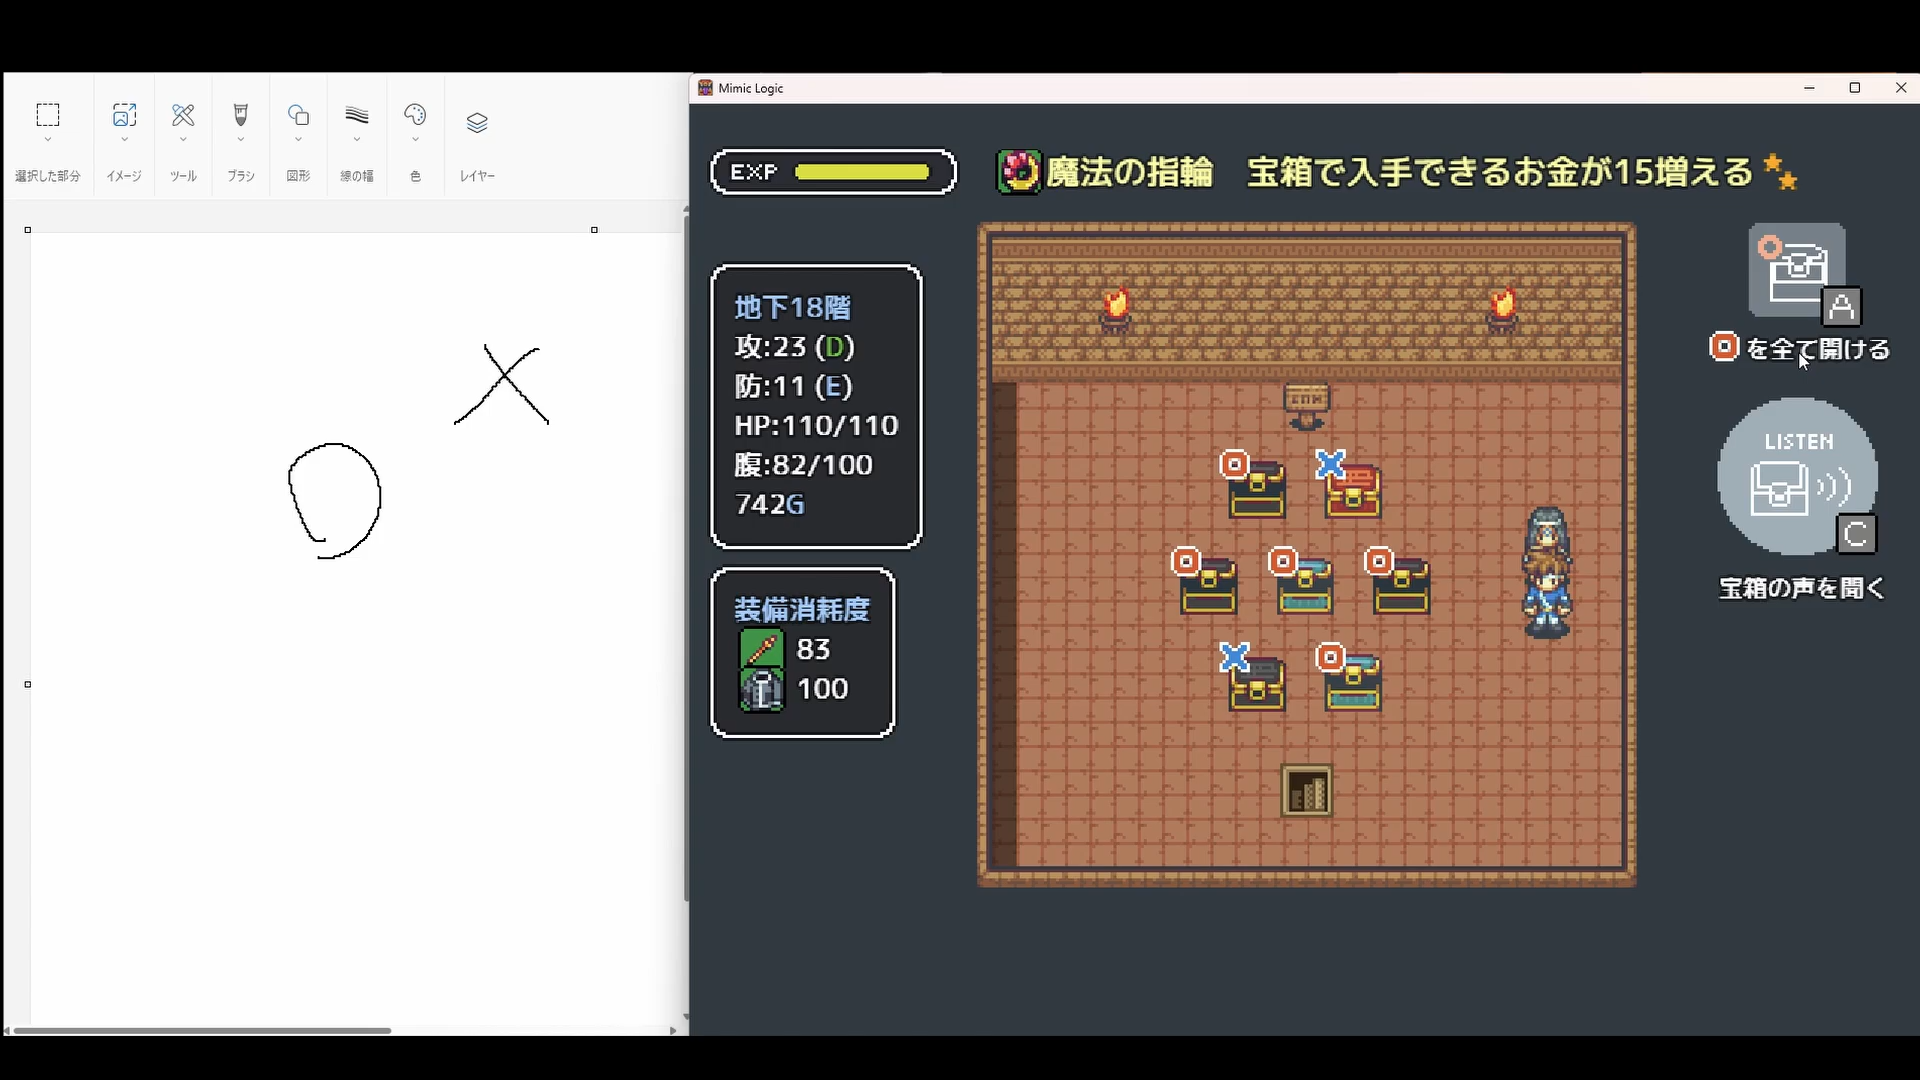 選択した部分
イメージ
ツール
ブラシ
図形
線の幅
色
レイヤー
Mimic Logic
EXP
魔法の指輪 宝箱で入手できるお金が15増える
地下18階
攻:23 (D)
防:11 (E)
HP:110/110
腹:82/100
742G
装備消耗度
83
100
A
を全て開ける
LISTEN
C
宝箱の声を聞く